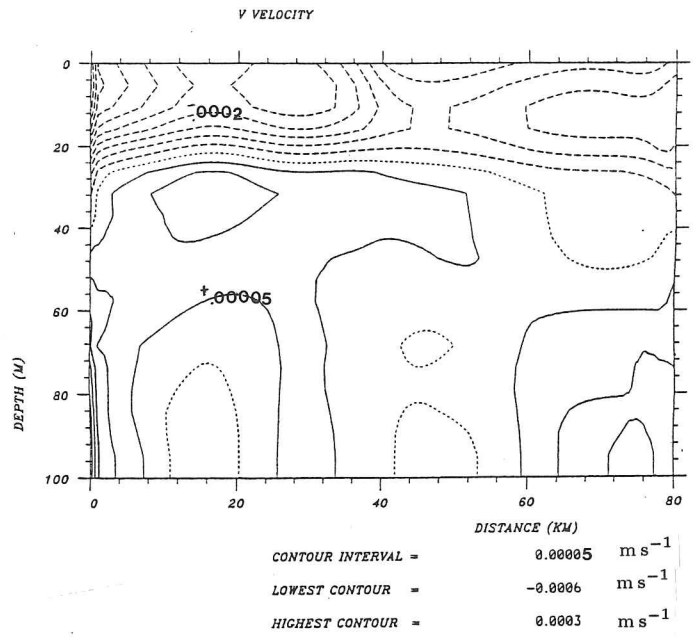 V VELOCITY
0
.0002
20
40
+.00005
60
DEPTH (M)
80
100
0 20 40 60 80
DISTANCE (KM)
CONTOUR INTERVAL = 0.00005 m s−1
LOWEST CONTOUR = -0.0006 m s−1
HIGHEST CONTOUR = 0.0003 m s−1